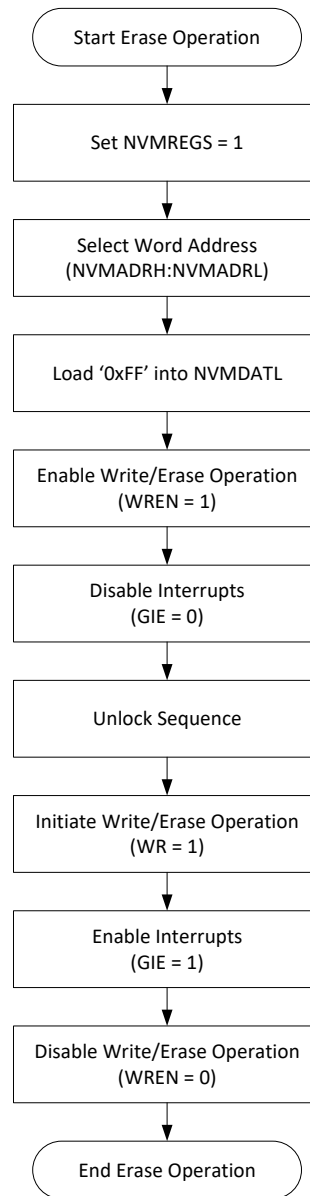 Start Erase Operation
Set NVMREGS = 1
Select Word Address
(NVMADRH:NVMADRL)
Load ‘0xFF’ into NVMDATL
Enable Write/Erase Operation
(WREN = 1)
Disable Interrupts
(GIE = 0)
Unlock Sequence
Initiate Write/Erase Operation
(WR = 1)
Enable Interrupts
(GIE = 1)
Disable Write/Erase Operation
(WREN = 0)
End Erase Operation